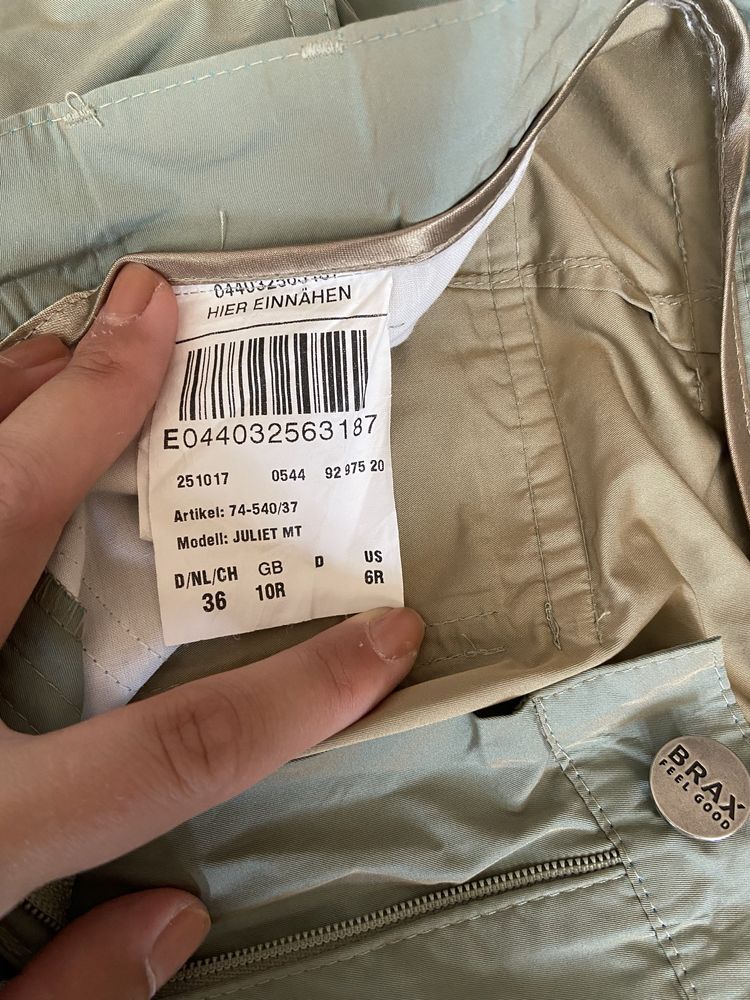 044032563187
HIER EINNÄHEN
E044032563187
251017 0544 92 975 20
Artikel: 74-540/37
Modell: JULIET MT
D/NL/CH GB D US
36 10R 6R
BRAX
FEEL GOOD